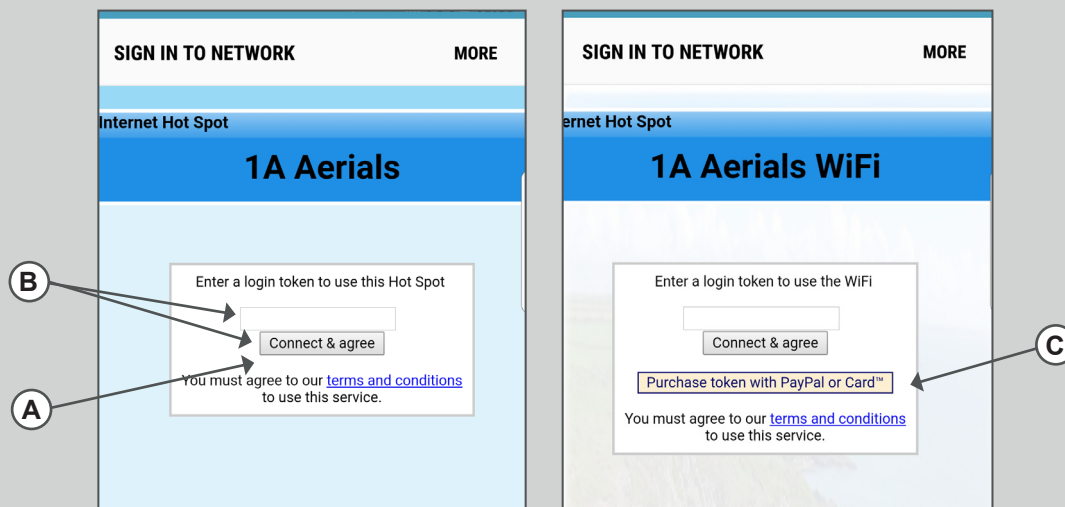 SIGN IN TO NETWORK MORE
Internet Hot Spot
1A Aerials
Enter a login token to use this Hot Spot
Connect & agree
You must agree to our terms and conditions
to use this service.
B
A
SIGN IN TO NETWORK MORE
ernet Hot Spot
1A Aerials WiFi
Enter a login token to use the WiFi
Connect & agree
Purchase token with PayPal or Card™
You must agree to our terms and conditions
to use this service.
C